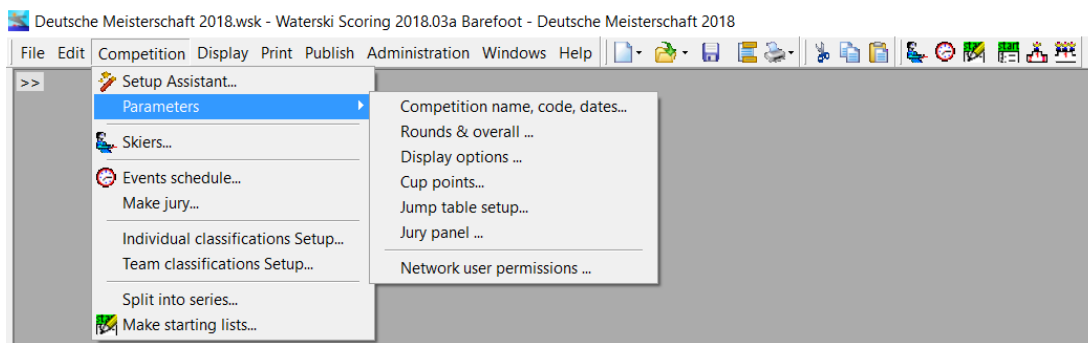 Deutsche Meisterschaft 2018.wsk - Waterski Scoring 2018.03a Barefoot - Deutsche Meisterschaft 2018
File Edit Competition Display Print Publish Administration Windows Help
>>
Setup Assistant...
Parameters
Skiers...
Events schedule...
Make jury...
Individual classifications Setup...
Team classifications Setup...
Split into series...
Make starting lists...
Competition name, code, dates...
Rounds & overall ...
Display options ...
Cup points...
Jump table setup...
Jury panel ...
Network user permissions ...